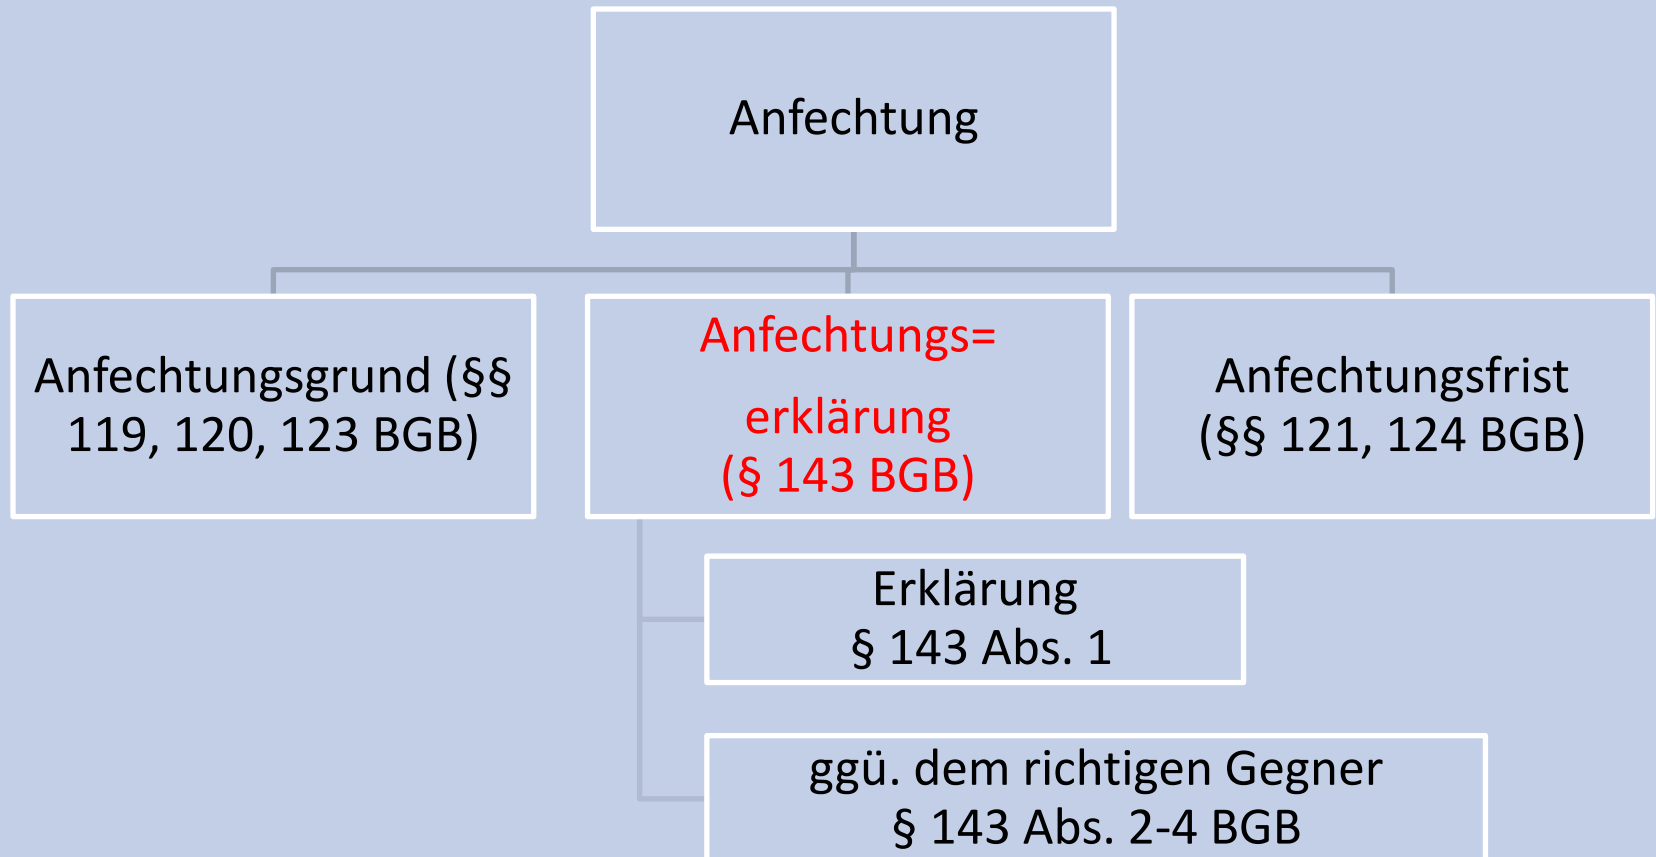 Anfechtung
Anfechtungsgrund (§§
119, 120, 123 BGB)
Anfechtungs=
erklärung
(§ 143 BGB)
Anfechtungsfrist
(§§ 121, 124 BGB)
Erklärung
§ 143 Abs. 1
ggü. dem richtigen Gegner
§ 143 Abs. 2-4 BGB